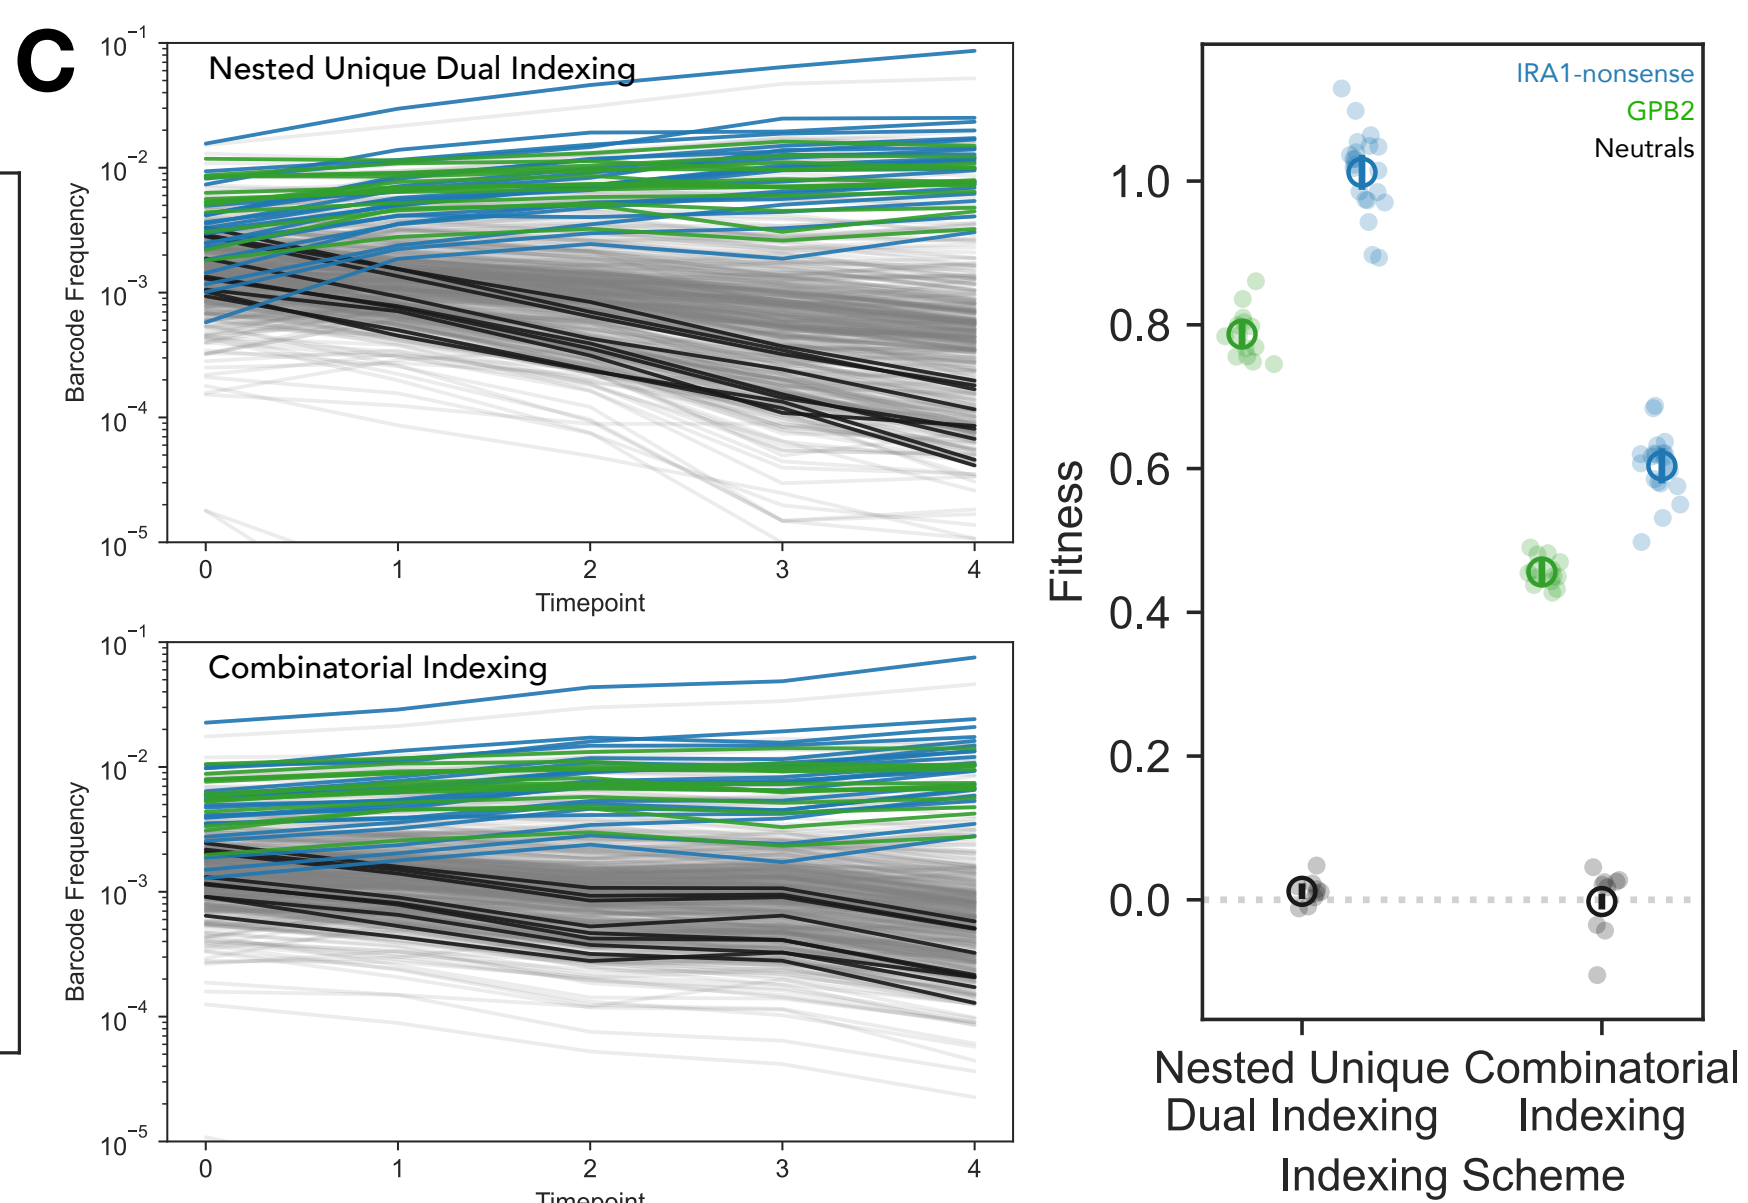 C
Nested Unique Dual Indexing
10⁻¹
10⁻²
10⁻³
10⁻⁴
10⁻⁵
Barcode Frequency
0 1 2 3 4
Timepoint
Combinatorial Indexing
10⁻¹
10⁻²
10⁻³
10⁻⁴
10⁻⁵
Barcode Frequency
0 1 2 3 4
Timepoint
IRA1-nonsense
GPB2
Neutrals
1.0
0.8
0.6
0.4
0.2
0.0
Fitness
Nested Unique
Dual Indexing
Combinatorial
Indexing
Indexing Scheme